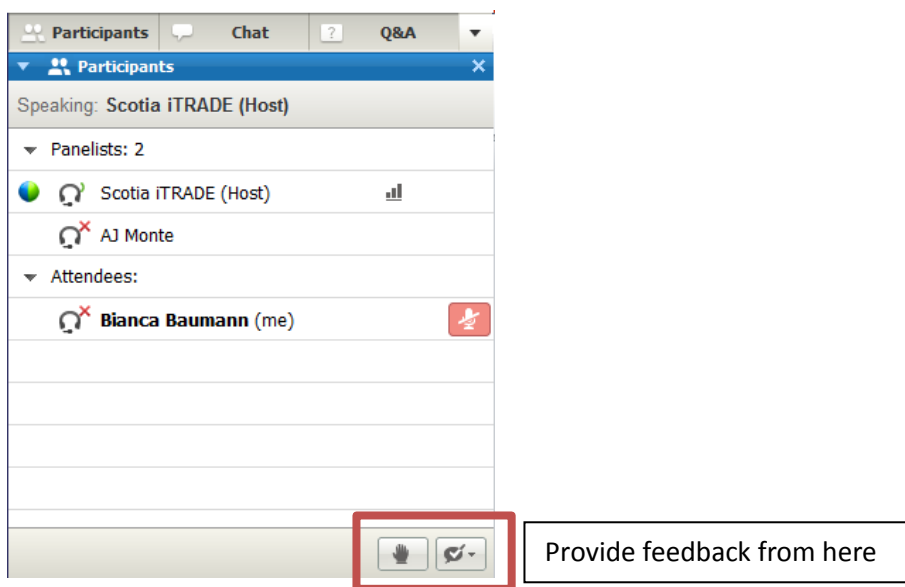 Participants Chat ? Q&A
Participants
Speaking: Scotia iTRADE (Host)
Panelists: 2
Scotia iTRADE (Host)
AJ Monte
Attendees:
Bianca Baumann (me)
Provide feedback from here